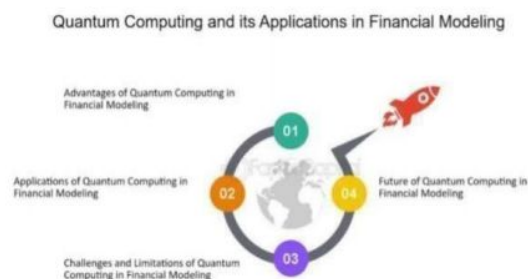 Quantum Computing and its Applications in Financial Modeling
Advantages of Quantum Computing in
Financial Modeling
01
Applications of Quantum Computing in
Financial Modeling
02
04
Future of Quantum Computing in
Financial Modeling
03
Challenges and Limitations of Quantum
Computing in Financial Modeling